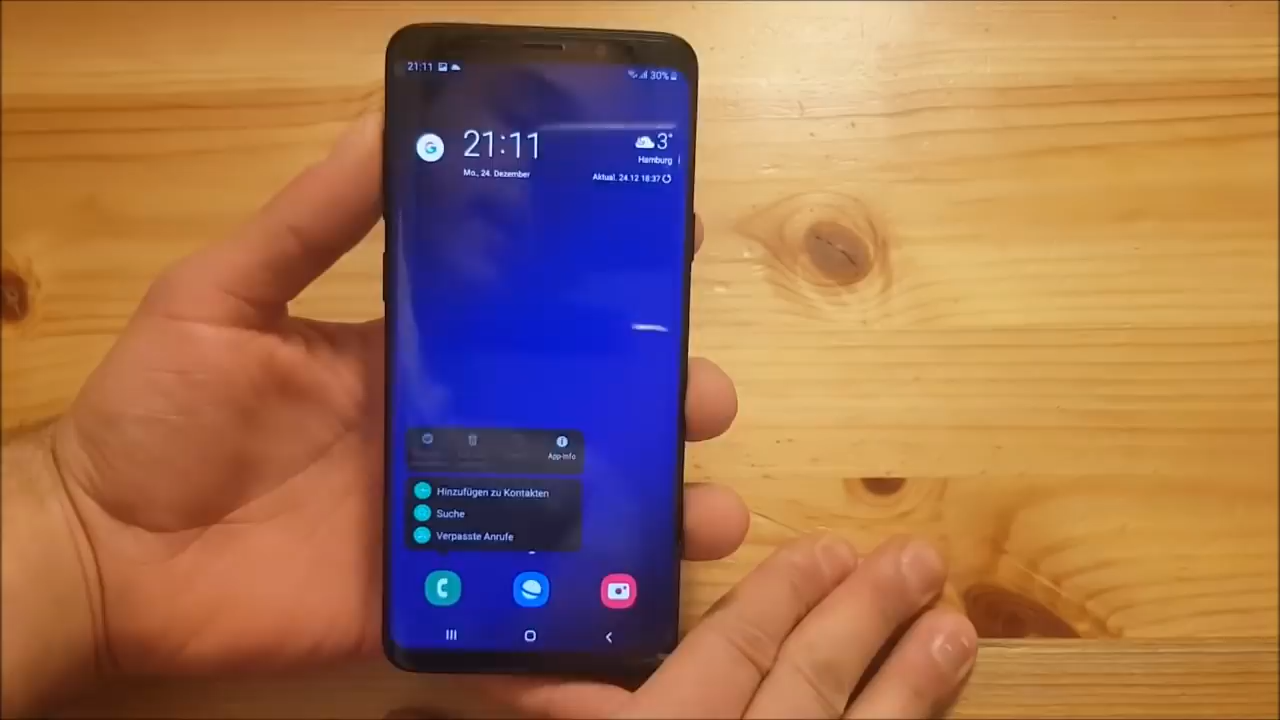 21:11
30%
G
21:11
Mo., 24. Dezember
3°
Hamburg
Aktual. 24.12 18:37
App-Info
Hinzufügen zu Kontakten
Suche
Verpasste Anrufe